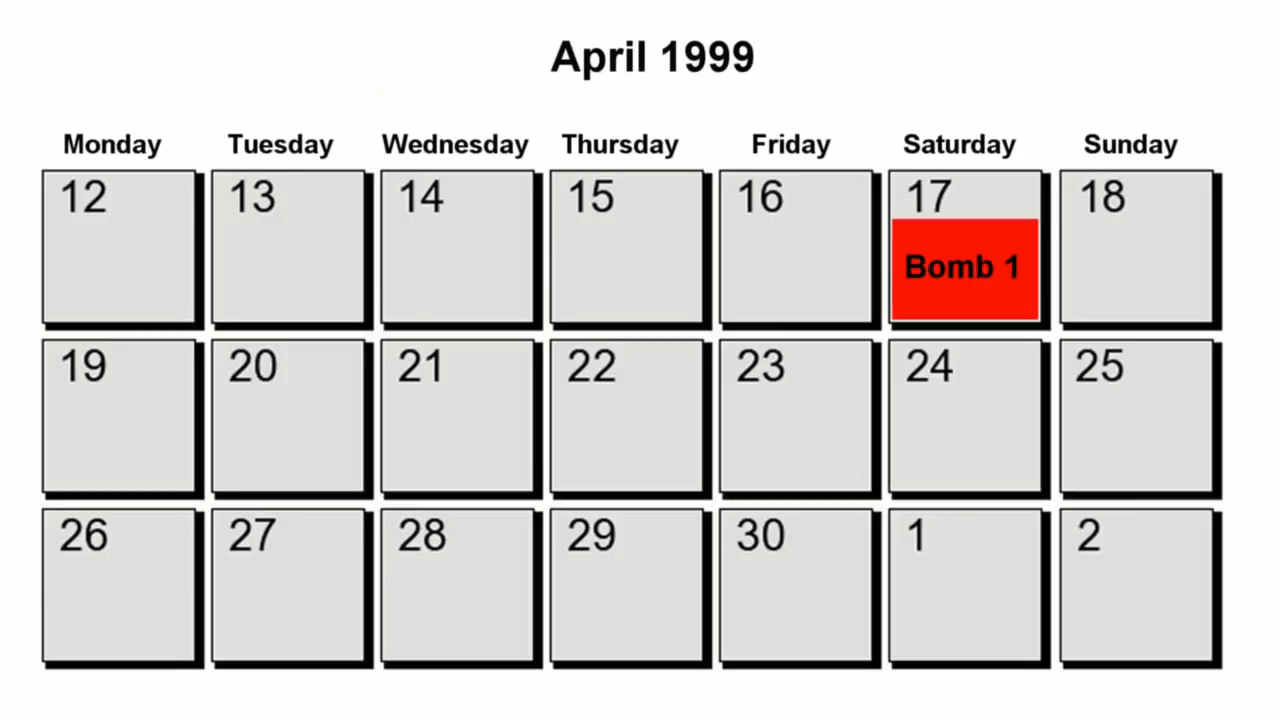 April 1999
Monday Tuesday Wednesday Thursday Friday Saturday Sunday
12 13 14 15 16 17 18
Bomb 1
19 20 21 22 23 24 25
26 27 28 29 30 1 2